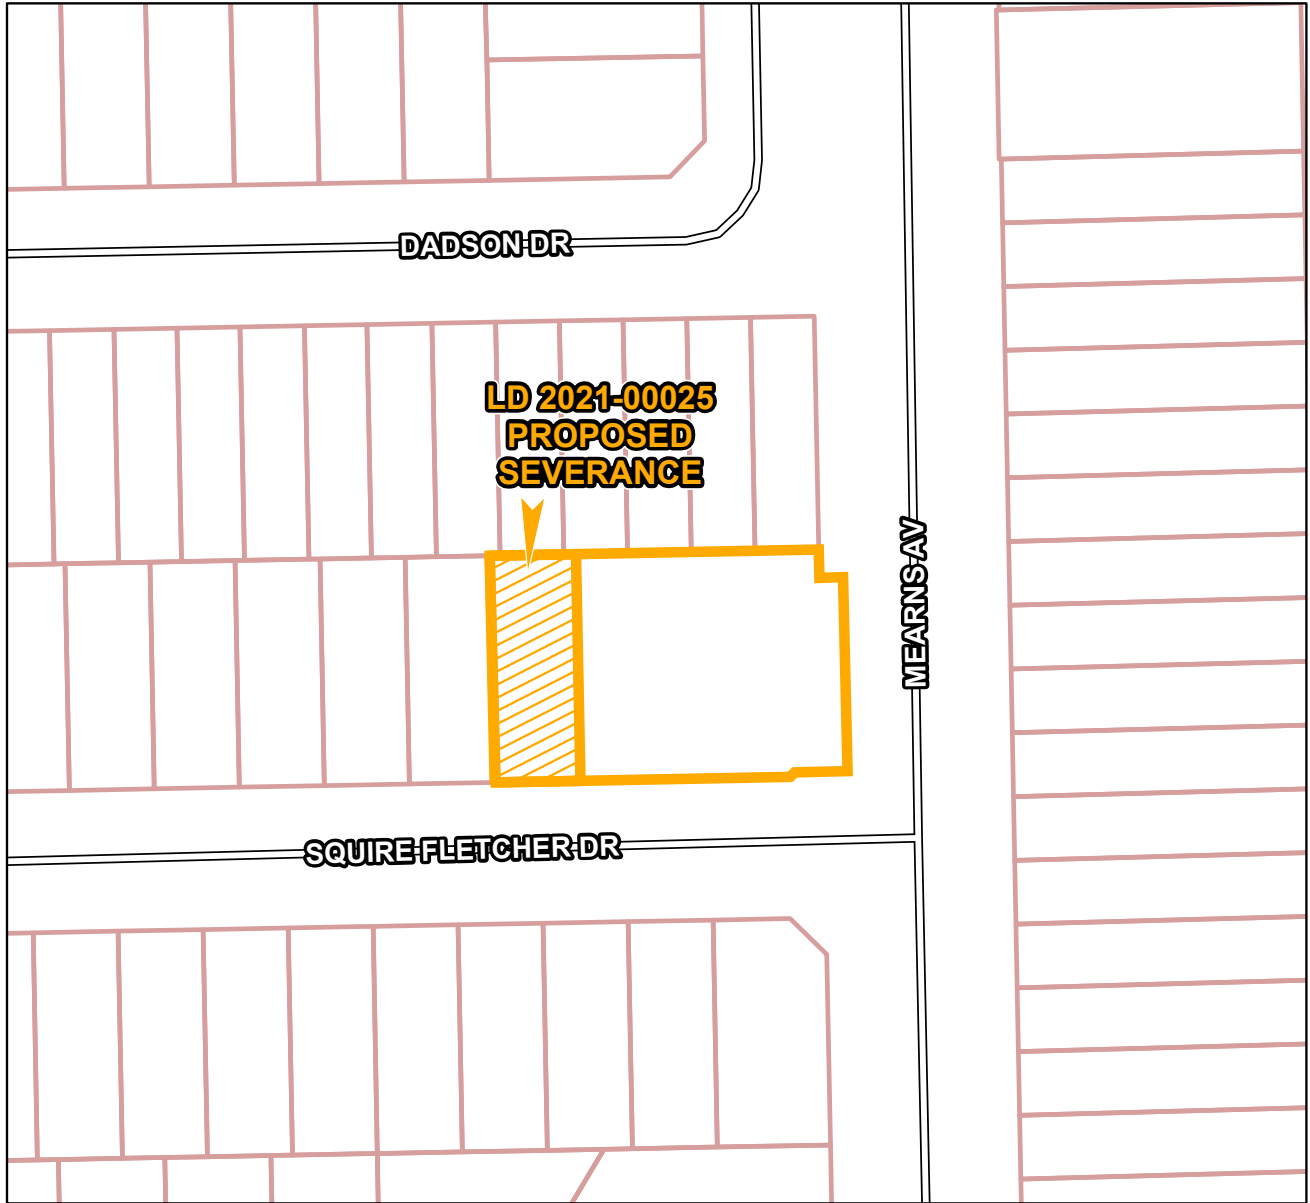 DADSON DR
LD 2021-00025
PROPOSED
SEVERANCE
MEARNS AV
SQUIRE FLETCHER DR